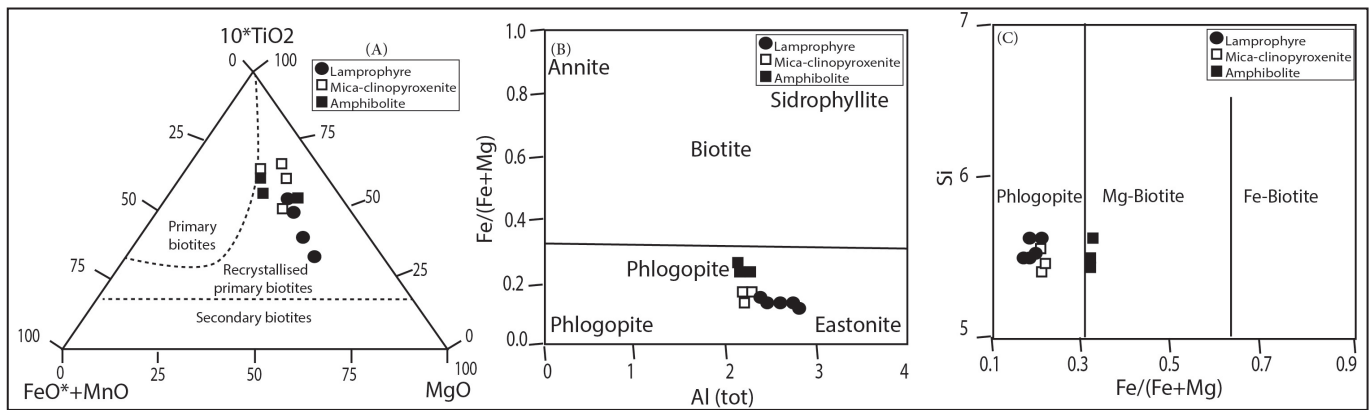 10*TiO2
(A)
0
100
Lamprophyre
Mica-clinopyroxenite
Amphibolite
25
75
50
50
Primary
biotites
75
Recrystallised
primary biotites
25
Secondary biotites
100
0
0
25
50
75
100
FeO*+MnO
MgO
(B)
1.0
0.8
0.6
0.4
0.2
0.0
Fe/(Fe+Mg)
Annite
Lamprophyre
Mica-clinopyroxenite
Amphibolite
Sidrophyllite
Biotite
Phlogopite
Phlogopite
Eastonite
0
1
2
3
4
Al (tot)
(C)
7
6
5
Si
Lamprophyre
Mica-clinopyroxenite
Amphibolite
Phlogopite
Mg-Biotite
Fe-Biotite
0.1
0.3
0.5
0.7
0.9
Fe/(Fe+Mg)